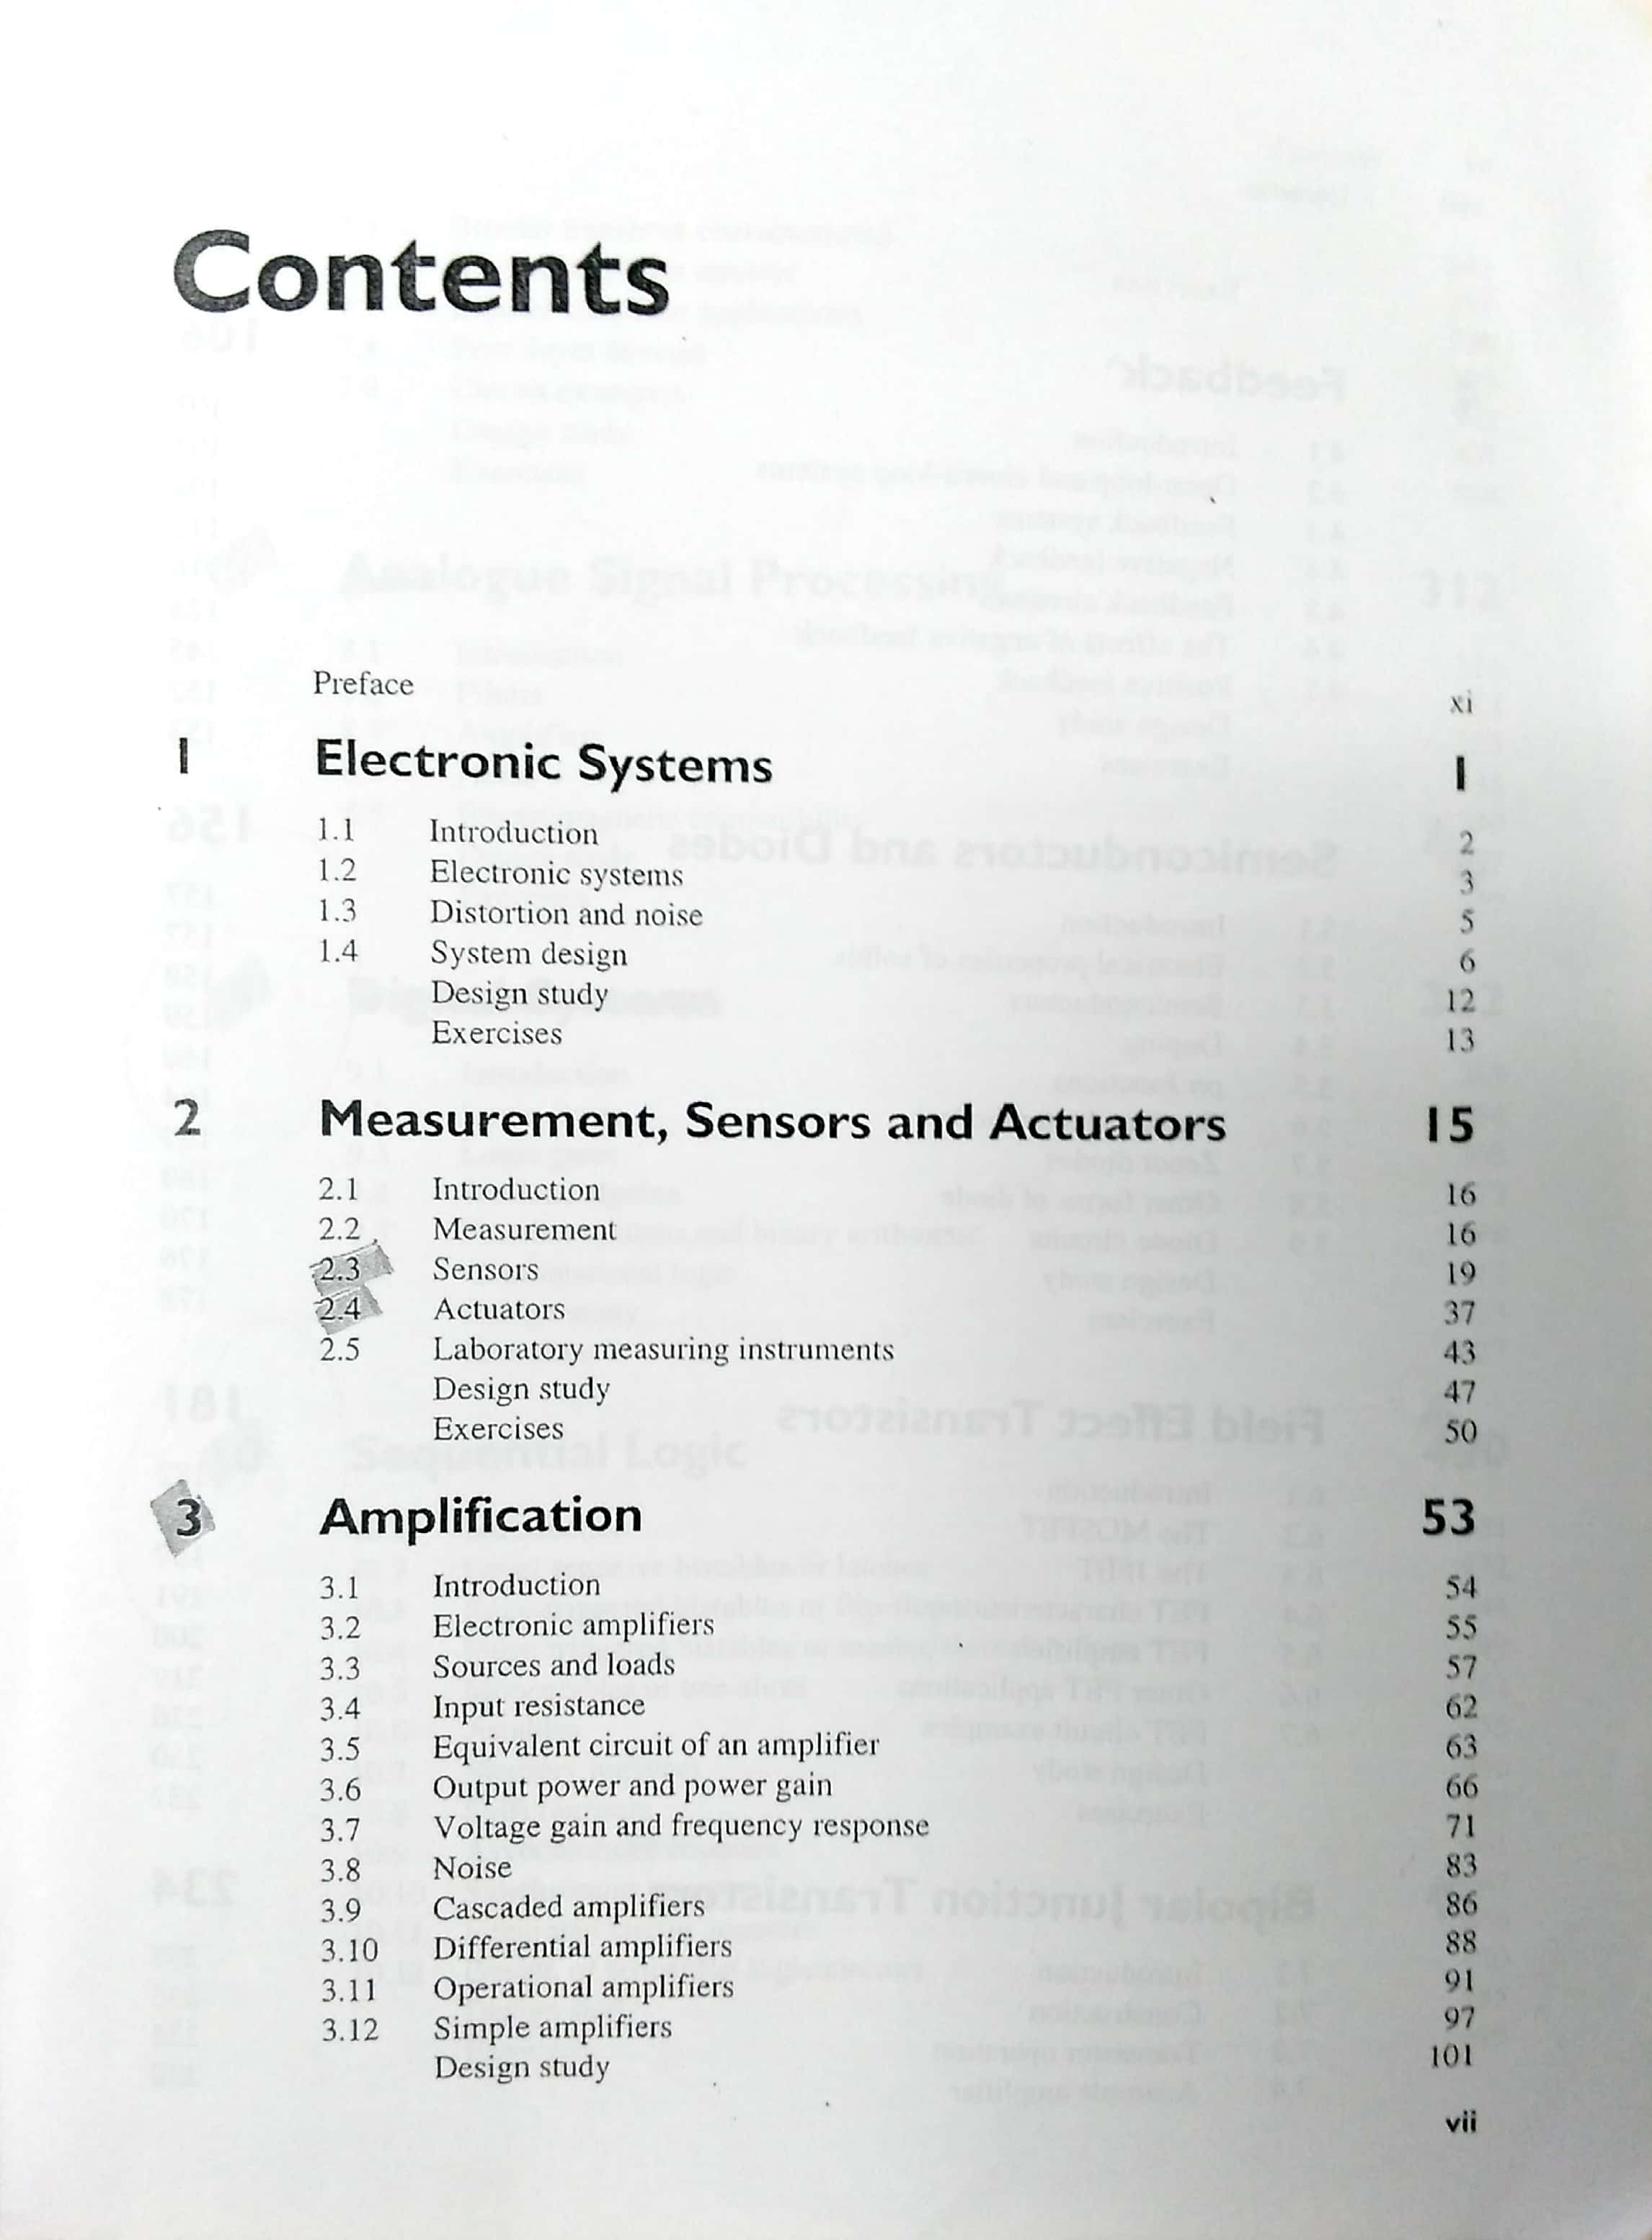 Contents
Preface xi
1 Electronic Systems 1
1.1 Introduction 2
1.2 Electronic systems 3
1.3 Distortion and noise 5
1.4 System design 6
Design study 12
Exercises 13
2 Measurement, Sensors and Actuators 15
2.1 Introduction 16
2.2 Measurement 16
2.3 Sensors 19
2.4 Actuators 37
2.5 Laboratory measuring instruments 43
Design study 47
Exercises 50
3 Amplification 53
3.1 Introduction 54
3.2 Electronic amplifiers 55
3.3 Sources and loads 57
3.4 Input resistance 62
3.5 Equivalent circuit of an amplifier 63
3.6 Output power and power gain 66
3.7 Voltage gain and frequency response 71
3.8 Noise 83
3.9 Cascaded amplifiers 86
3.10 Differential amplifiers 88
3.11 Operational amplifiers 91
3.12 Simple amplifiers 97
Design study 101
vii